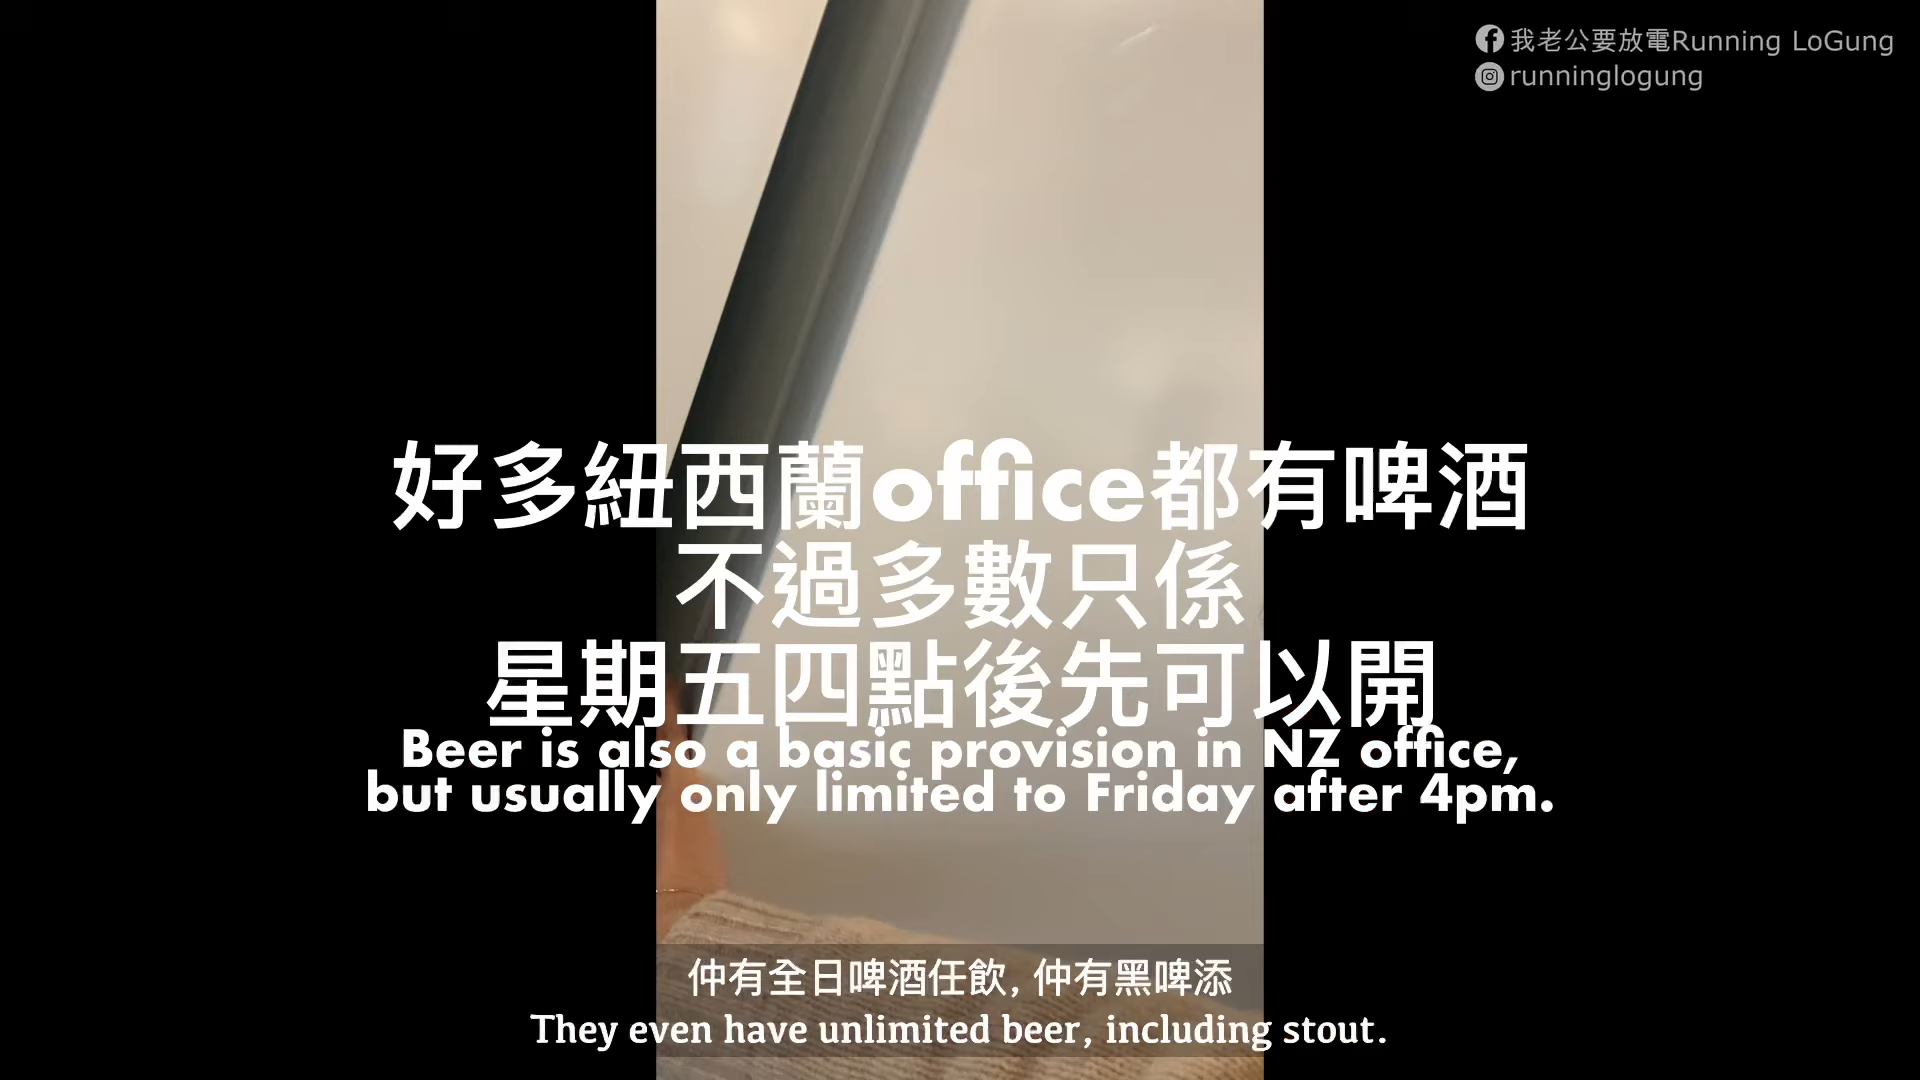 我老公要放電Running LoGung
runninglogung
好多紐西蘭office都有啤酒
不過多數只係
星期五四點後先可以開
Beer is also a basic provision in NZ office,
but usually only limited to Friday after 4pm.
仲有全日啤酒任飲, 仲有黑啤添
They even have unlimited beer, including stout.